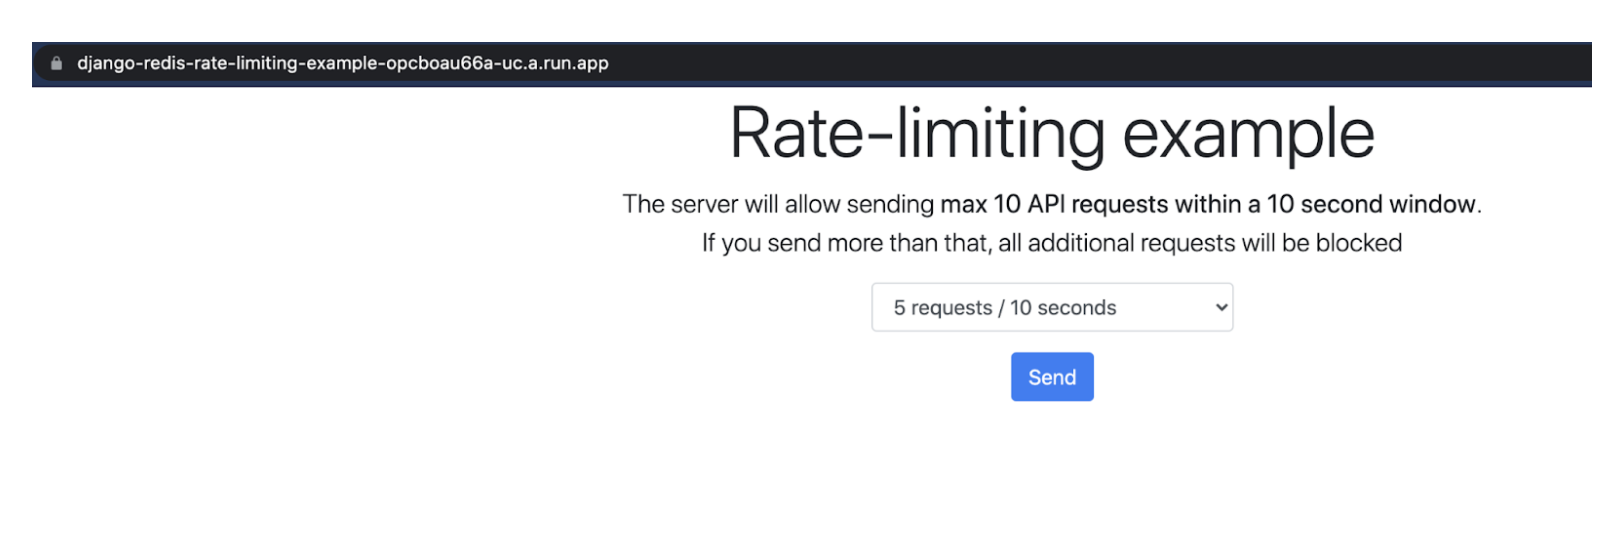 django-redis-rate-limiting-example-opcboau66a-uc.a.run.app
Rate-limiting example
The server will allow sending max 10 API requests within a 10 second window.
If you send more than that, all additional requests will be blocked
5 requests / 10 seconds
Send